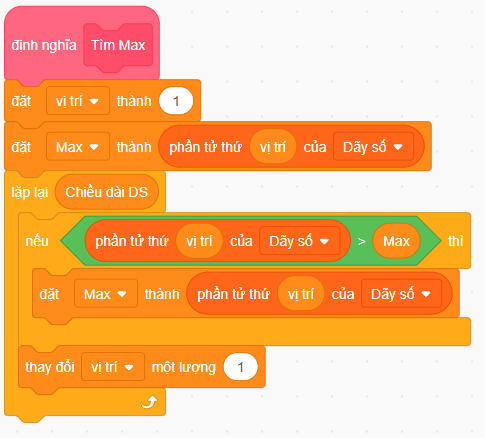 định nghĩa Tìm Max
đặt vị trí thành 1
đặt Max thành phần tử thứ vị trí của Dãy số
lặp lại Chiều dài DS
nếu phần tử thứ vị trí của Dãy số > Max thì
đặt Max thành phần tử thứ vị trí của Dãy số
thay đổi vị trí một lượng 1